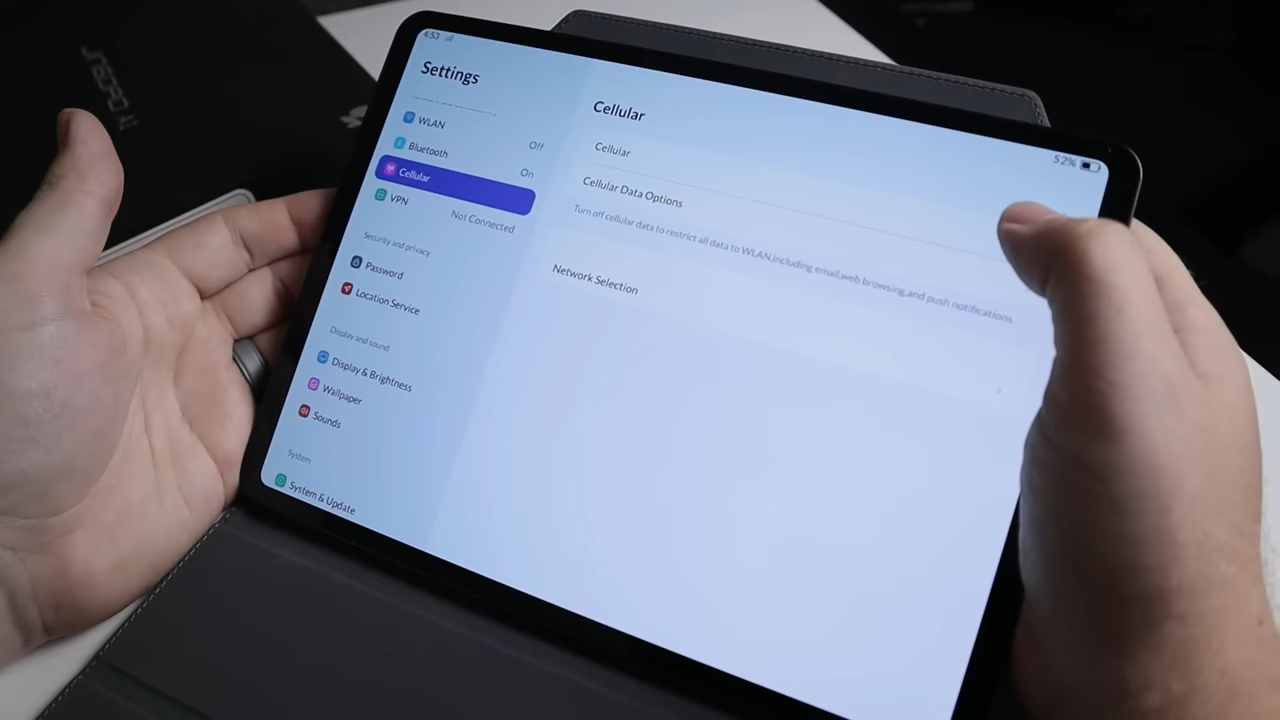 4:53
52%
Settings
WLAN
Off
Bluetooth
On
Cellular
VPN
Not Connected
Security and privacy
Password
Location Service
Display and sound
Display & Brightness
Wallpaper
Sounds
System
System & Update
Cellular
Cellular
Cellular Data Options
Turn off cellular data to restrict all data to WLAN,including email,web browsing,and push notifications.
Network Selection